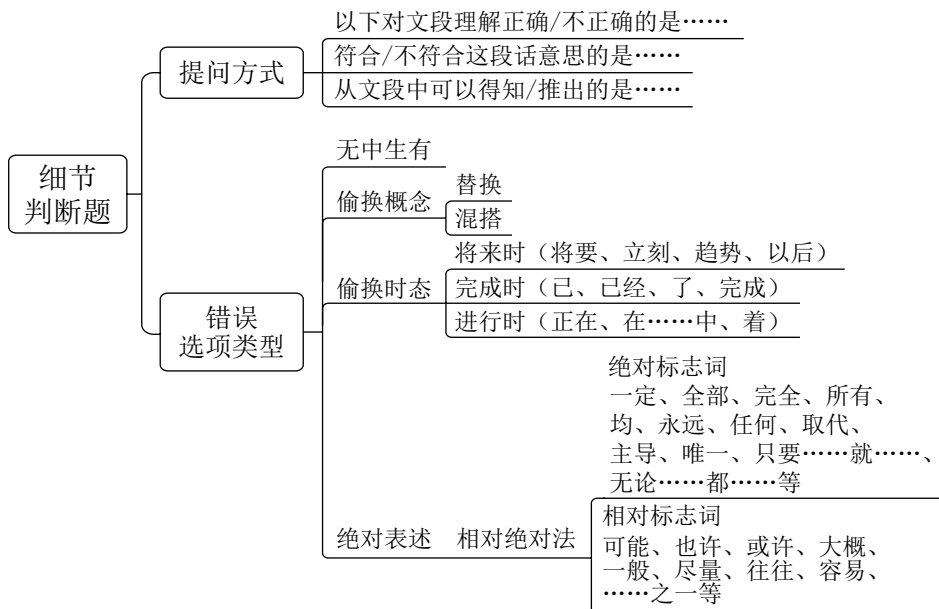 细节
判断题
提问方式
以下对文段理解正确/不正确的是……
符合/不符合这段话意思的是……
从文段中可以得知/推出的是……
错误
选项类型
无中生有
偷换概念
替换
混搭
偷换时态
将来时（将要、立刻、趋势、以后）
完成时（已、已经、了、完成）
进行时（正在、在……中、着）
绝对表述
相对绝对法
绝对标志词
一定、全部、完全、所有、
均、永远、任何、取代、
主导、唯一、只要……就……、
无论……都……等
相对标志词
可能、也许、或许、大概、
一般、尽量、往往、容易、
……之一等